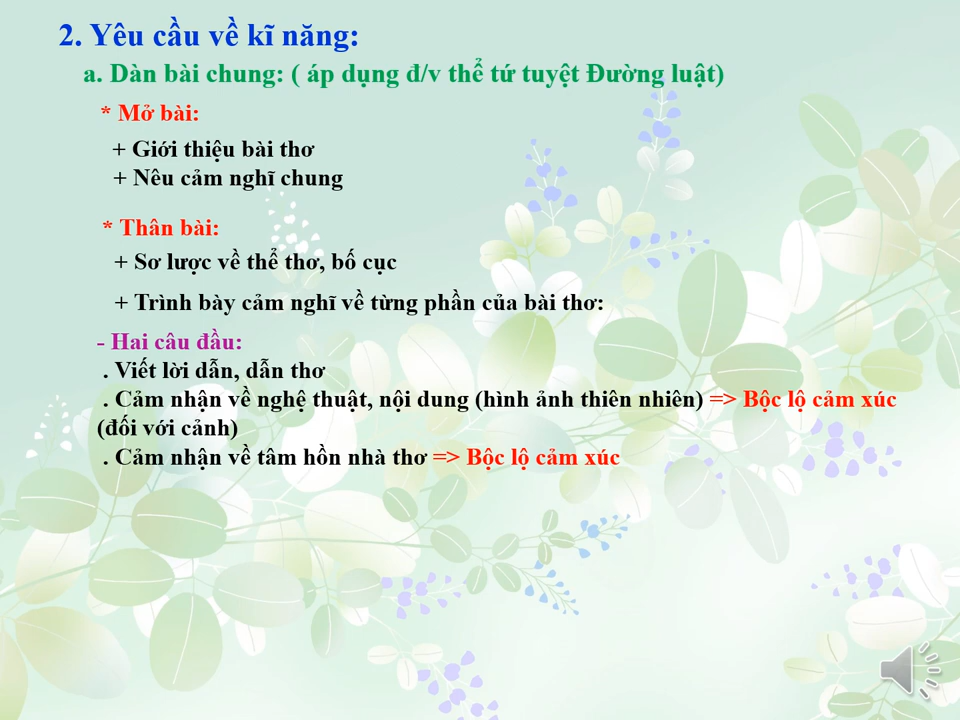 2. Yêu cầu về kĩ năng:
a. Dàn bài chung: ( áp dụng đ/v thể tứ tuyệt Đường luật)
* Mở bài:
+ Giới thiệu bài thơ
+ Nêu cảm nghĩ chung
* Thân bài:
+ Sơ lược về thể thơ, bố cục
+ Trình bày cảm nghĩ về từng phần của bài thơ:
- Hai câu đầu:
. Viết lời dẫn, dẫn thơ
. Cảm nhận về nghệ thuật, nội dung (hình ảnh thiên nhiên) => Bộc lộ cảm xúc
(đối với cảnh)
. Cảm nhận về tâm hồn nhà thơ => Bộc lộ cảm xúc